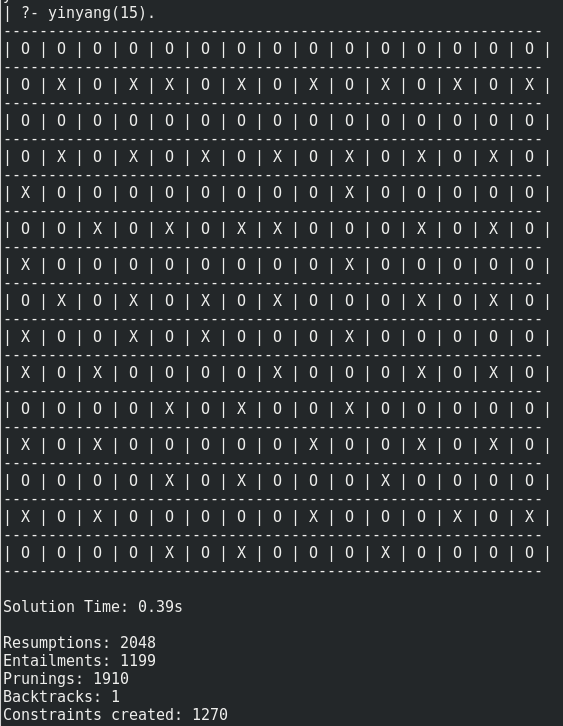 | ?- yinyang(15).
------------------------------------------------------------
| O | O | O | O | O | O | O | O | O | O | O | O | O | O | O |
------------------------------------------------------------
| O | X | O | X | X | O | X | O | X | O | X | O | X | O | X |
------------------------------------------------------------
| O | O | O | O | O | O | O | O | O | O | O | O | O | O | O |
------------------------------------------------------------
| O | X | O | X | O | X | O | X | O | X | O | X | O | X | O |
------------------------------------------------------------
| X | O | O | O | O | O | O | O | O | X | O | O | O | O | O |
------------------------------------------------------------
| O | O | X | O | X | O | X | X | O | O | O | X | O | X | O |
------------------------------------------------------------
| X | O | O | O | O | O | O | O | O | X | O | O | O | O | O |
------------------------------------------------------------
| O | X | O | X | O | X | O | X | O | O | O | X | O | X | O |
------------------------------------------------------------
| X | O | O | X | O | X | O | O | O | X | O | O | O | O | O |
------------------------------------------------------------
| X | O | X | O | O | O | O | X | O | O | O | X | O | X | O |
------------------------------------------------------------
| O | O | O | O | X | O | X | O | O | X | O | O | O | O | O |
------------------------------------------------------------
| X | O | X | O | O | O | O | O | X | O | O | X | O | X | O |
------------------------------------------------------------
| O | O | O | O | X | O | X | O | O | O | X | O | O | O | O |
------------------------------------------------------------
| X | O | X | O | O | O | O | O | X | O | O | O | X | O | X |
------------------------------------------------------------
| O | O | O | O | X | O | X | O | O | O | X | O | O | O | O |
------------------------------------------------------------
Solution Time: 0.39s
Resumptions: 2048
Entailments: 1199
Prunings: 1910
Backtracks: 1
Constraints created: 1270